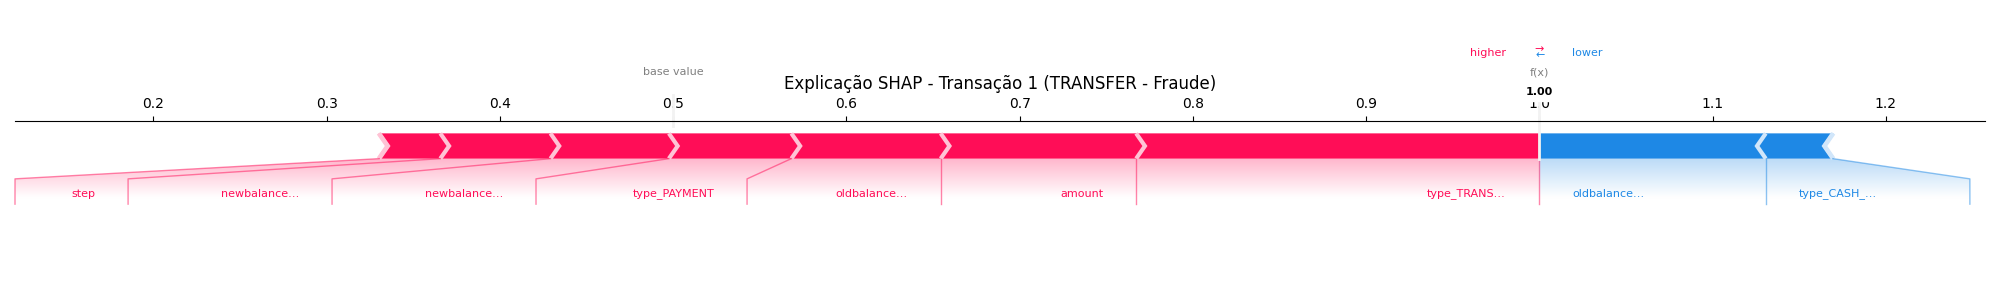 higher → ← lower
base value f(x)
Explicação SHAP - Transação 1 (TRANSFER - Fraude)
1.00
0.2 0.3 0.4 0.5 0.6 0.7 0.8 0.9 1.0 1.1 1.2
step newbalance... newbalance... type_PAYMENT oldbalance... amount type_TRANS... oldbalance... type_CASH_...